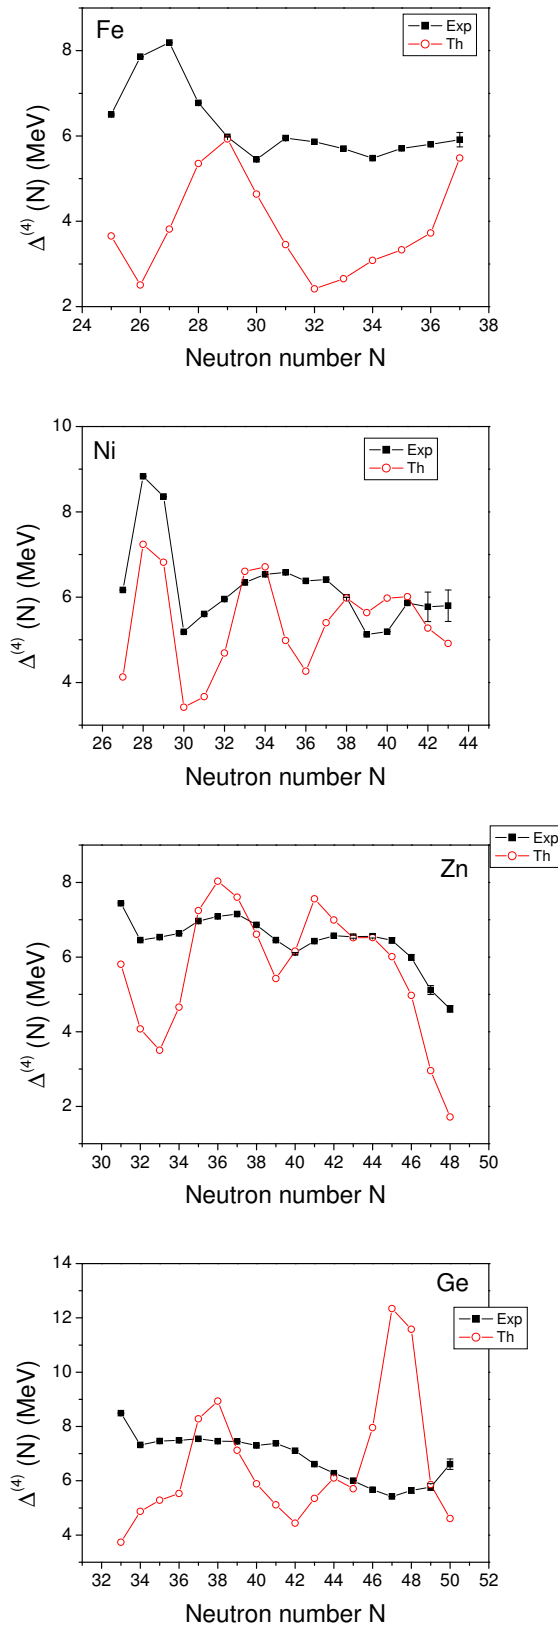 Fe
Exp
Th
8
6
4
2
24 26 28 30 32 34 36 38
Δ(4) (N) (MeV)
Neutron number N
Ni
Exp
Th
10
8
6
4
26 28 30 32 34 36 38 40 42 44
Δ(4) (N) (MeV)
Neutron number N
Zn
Exp
Th
8
6
4
2
30 32 34 36 38 40 42 44 46 48 50
Δ(4) (N) (MeV)
Neutron number N
Ge
Exp
Th
14
12
10
8
6
4
32 34 36 38 40 42 44 46 48 50 52
Δ(4) (N) (MeV)
Neutron number N